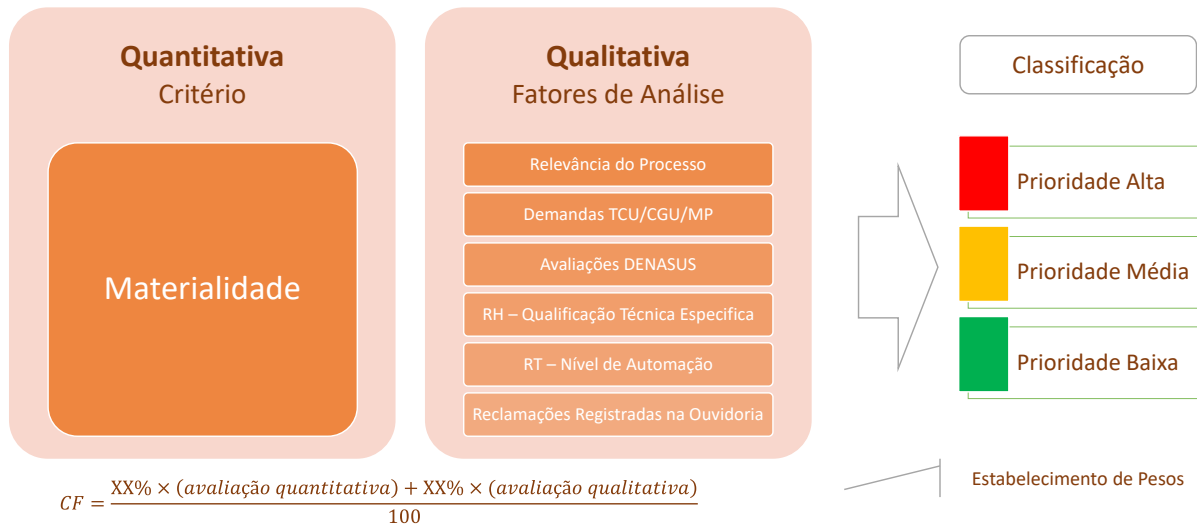 Quantitativa
Critério
Materialidade
Qualitativa
Fatores de Análise
Relevância do Processo
Demandas TCU/CGU/MP
Avaliações DENASUS
RH – Qualificação Técnica Especifica
RT – Nível de Automação
Reclamações Registradas na Ouvidoria
Classificação
Prioridade Alta
Prioridade Média
Prioridade Baixa
CF = XX% × (avaliação quantitativa) + XX% × (avaliação qualitativa)
100
Estabelecimento de Pesos